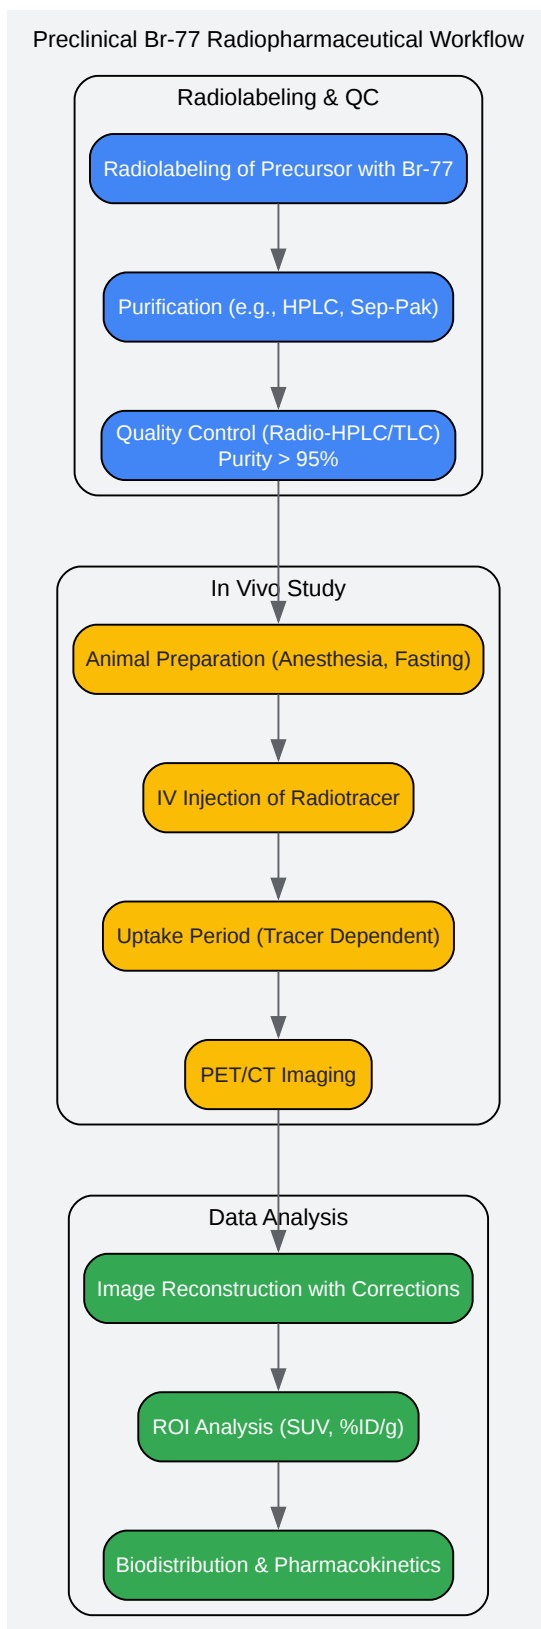 Preclinical Br-77 Radiopharmaceutical Workflow
Radiolabeling & QC
Radiolabeling of Precursor with Br-77
Purification (e.g., HPLC, Sep-Pak)
Quality Control (Radio-HPLC/TLC)
Purity > 95%
In Vivo Study
Animal Preparation (Anesthesia, Fasting)
IV Injection of Radiotracer
Uptake Period (Tracer Dependent)
PET/CT Imaging
Data Analysis
Image Reconstruction with Corrections
ROI Analysis (SUV, %ID/g)
Biodistribution & Pharmacokinetics